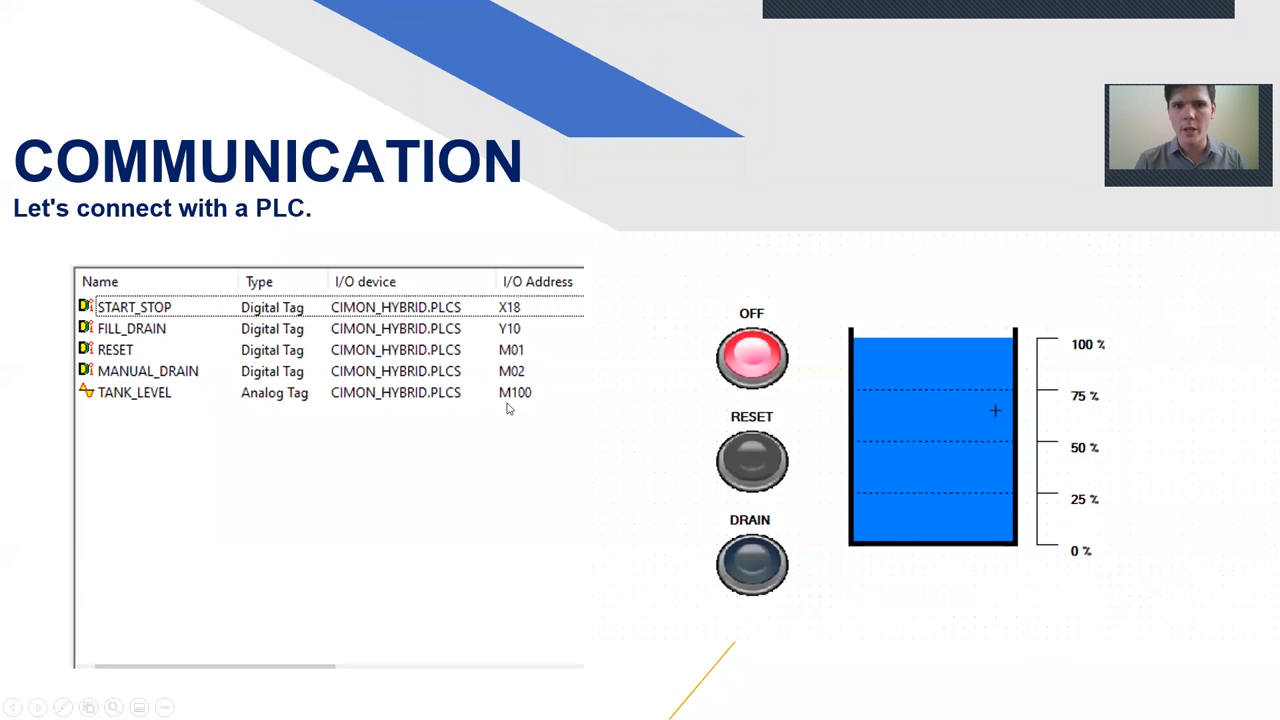 COMMUNICATION
Let's connect with a PLC.
Name Type I/O device I/O Address
START_STOP Digital Tag CIMON_HYBRID.PLCS X18
FILL_DRAIN Digital Tag CIMON_HYBRID.PLCS Y10
RESET Digital Tag CIMON_HYBRID.PLCS M01
MANUAL_DRAIN Digital Tag CIMON_HYBRID.PLCS M02
TANK_LEVEL Analog Tag CIMON_HYBRID.PLCS M100
OFF
RESET
DRAIN
100 %
75 %
50 %
25 %
0 %